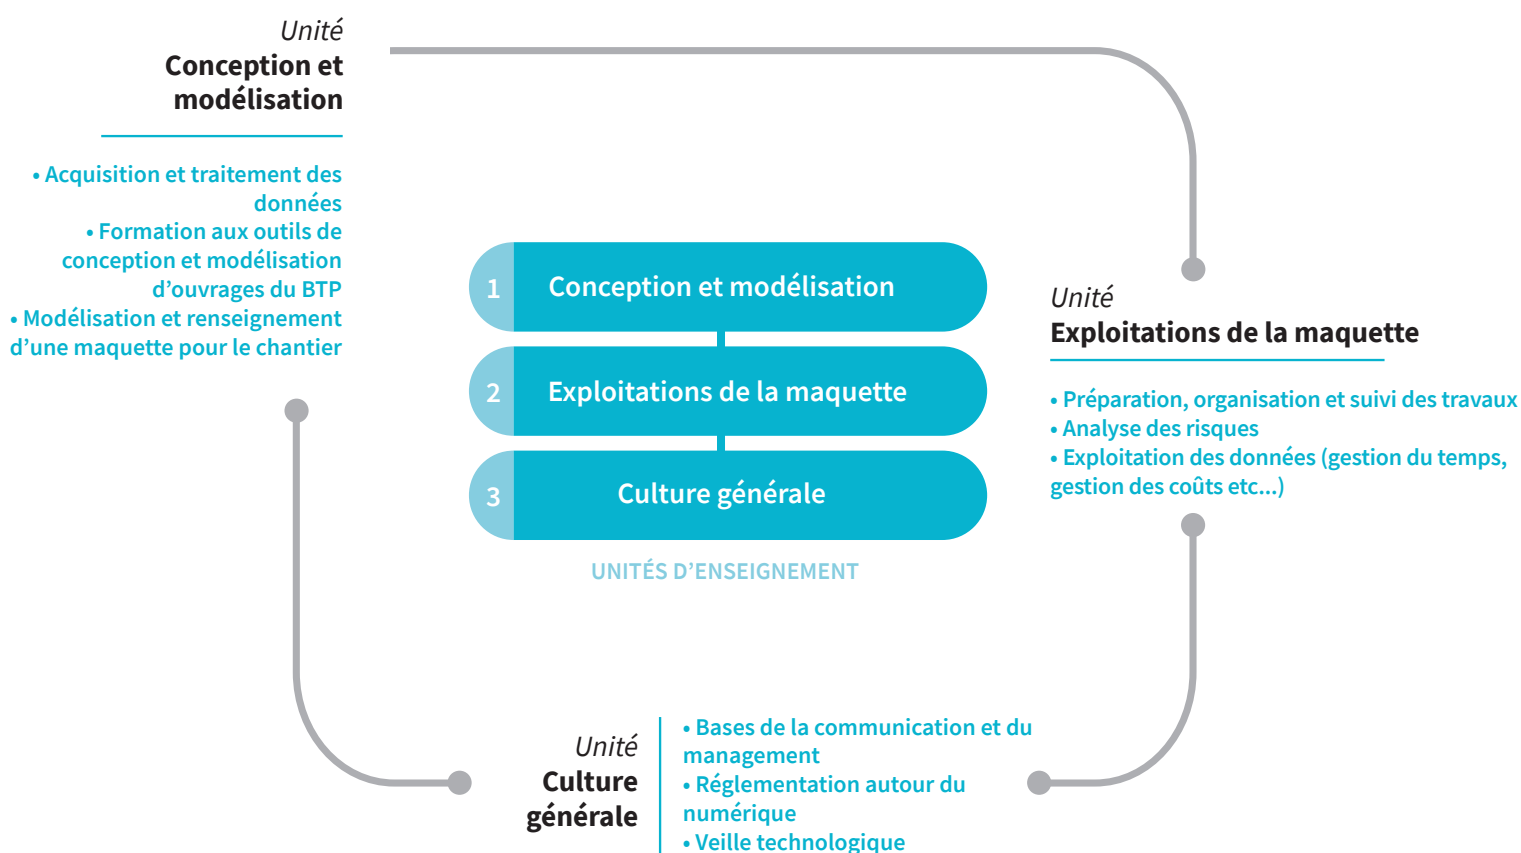 Unité
Conception et
modélisation
• Acquisition et traitement des
données
• Formation aux outils de
conception et modélisation
d’ouvrages du BTP
• Modélisation et renseignement
d’une maquette pour le chantier
1 Conception et modélisation
2 Exploitations de la maquette
3 Culture générale
UNITÉS D’ENSEIGNEMENT
Unité
Exploitations de la maquette
• Préparation, organisation et suivi des travaux
• Analyse des risques
• Exploitation des données (gestion du temps,
gestion des coûts etc...)
Unité
Culture
générale
• Bases de la communication et du
management
• Réglementation autour du
numérique
• Veille technologique